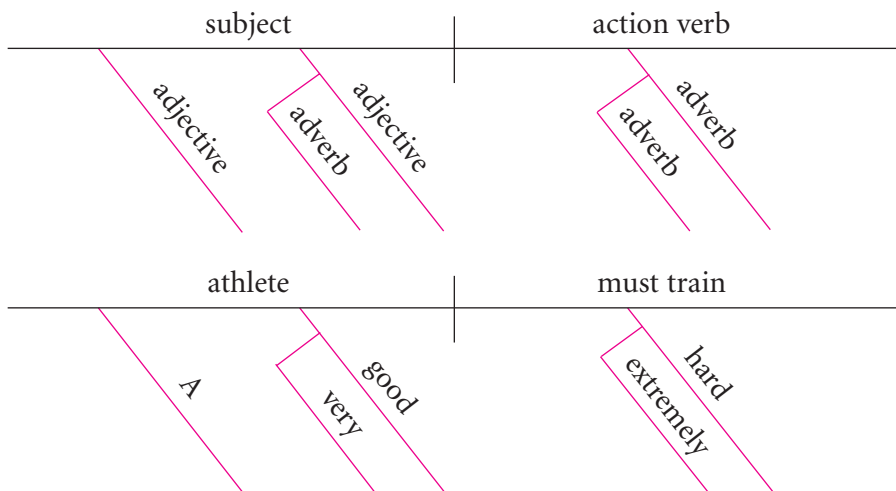 subject action verb
adjective adverb adjective adverb adverb
athlete must train
A very good extremely hard